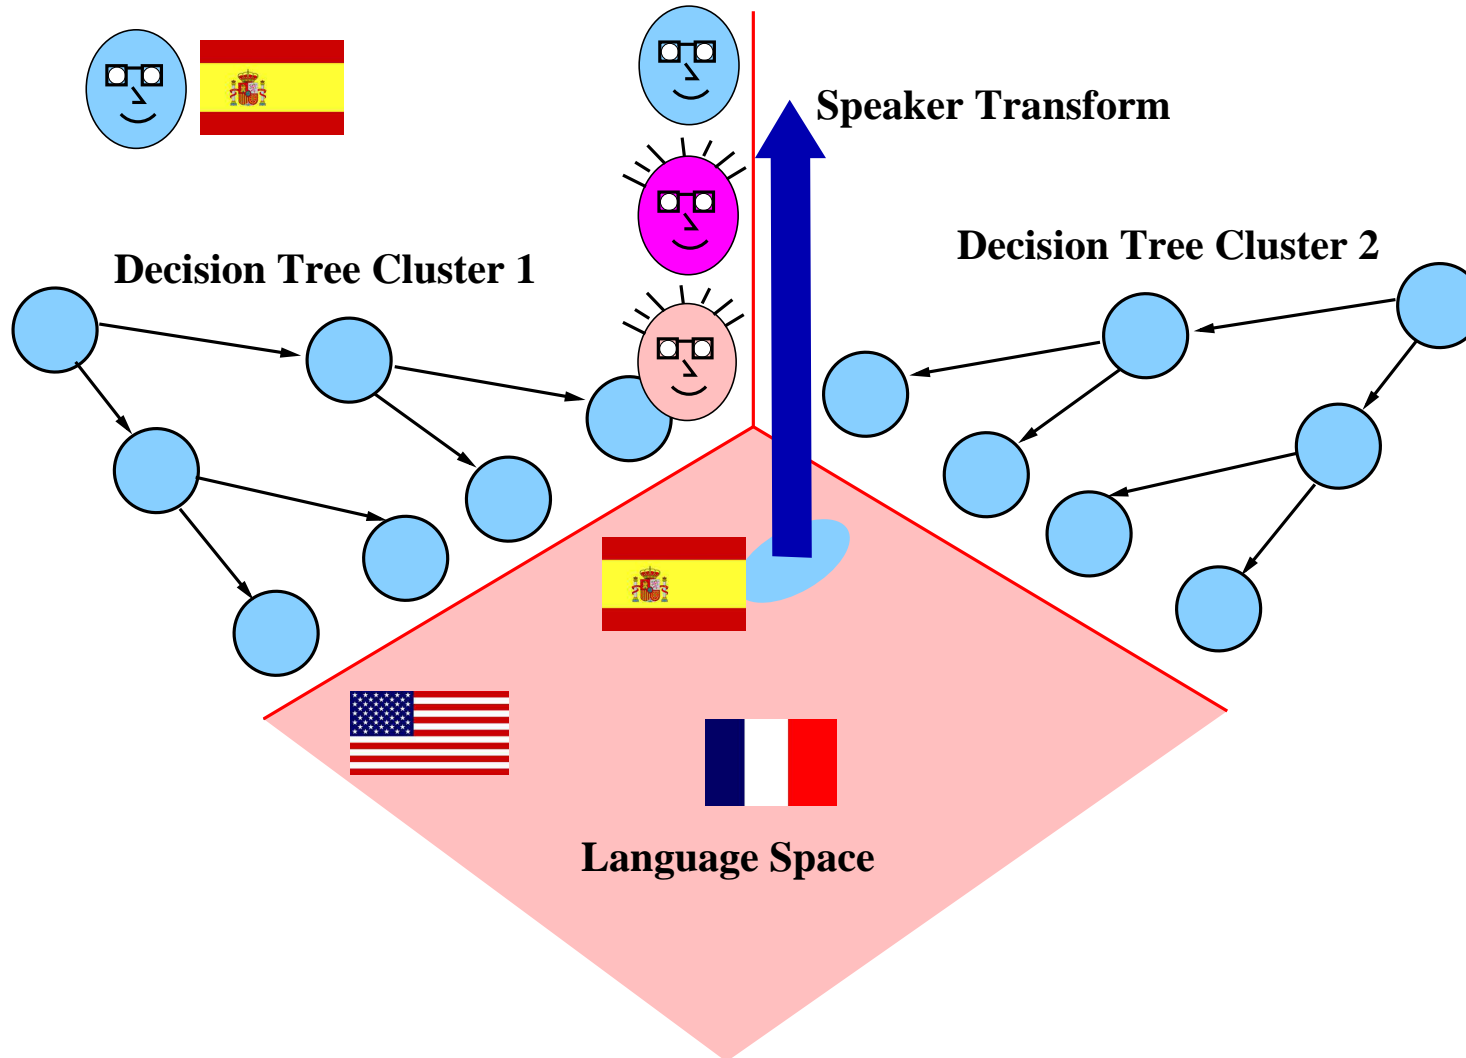 Speaker Transform
Decision Tree Cluster 1
Decision Tree Cluster 2
Language Space